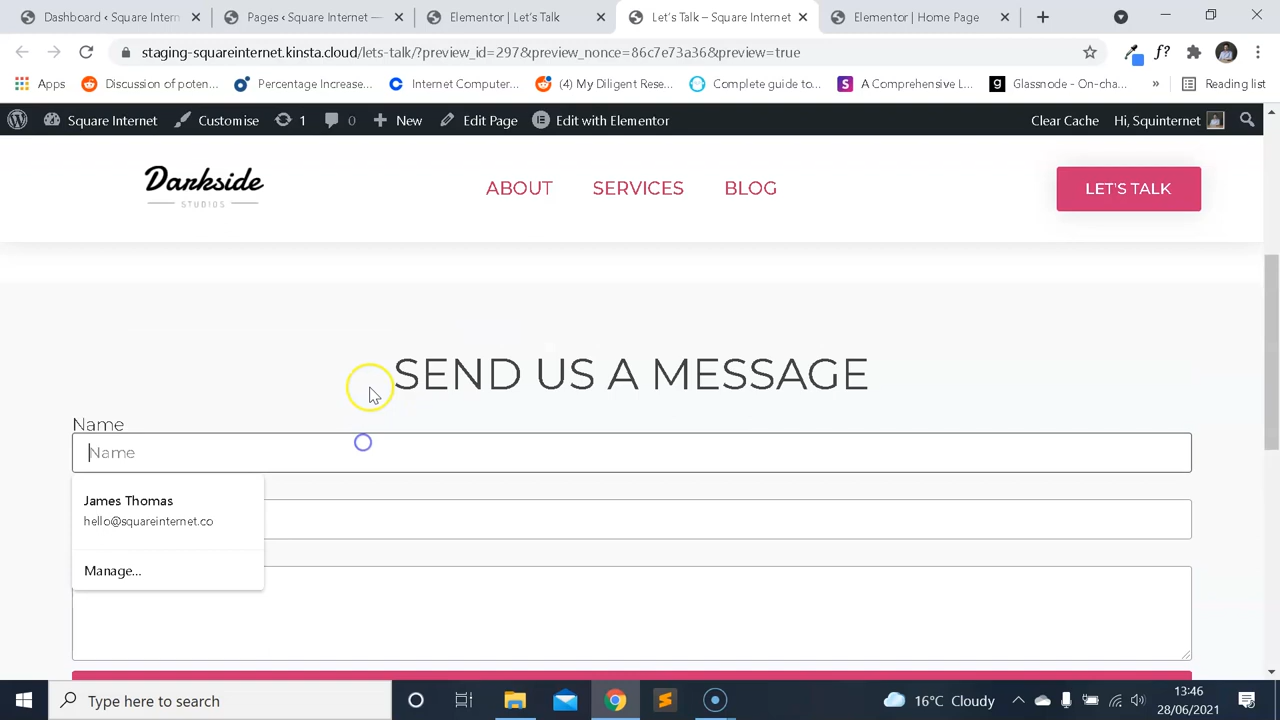 Dashboard ‹ Square Intern
Pages ‹ Square Internet —
Elementor | Let's Talk
Let's Talk – Square Internet
Elementor | Home Page
staging-squareinternet.kinsta.cloud/lets-talk/?preview_id=297&preview_nonce=86c7e73a36&preview=true
f?
Apps
Discussion of poten...
Percentage Increase...
Internet Computer...
(4) My Diligent Rese...
Complete guide to...
A Comprehensive L...
Glassnode - On-cha...
»
Reading list
Square Internet
Customise
1
0
New
Edit Page
Edit with Elementor
Clear Cache
Hi, Squinternet
Darkside
STUDIOS
ABOUT
SERVICES
BLOG
LET'S TALK
SEND US A MESSAGE
Name
Name
James Thomas
hello@squareinternet.co
Manage...
Type here to search
16°C Cloudy
13:46
28/06/2021